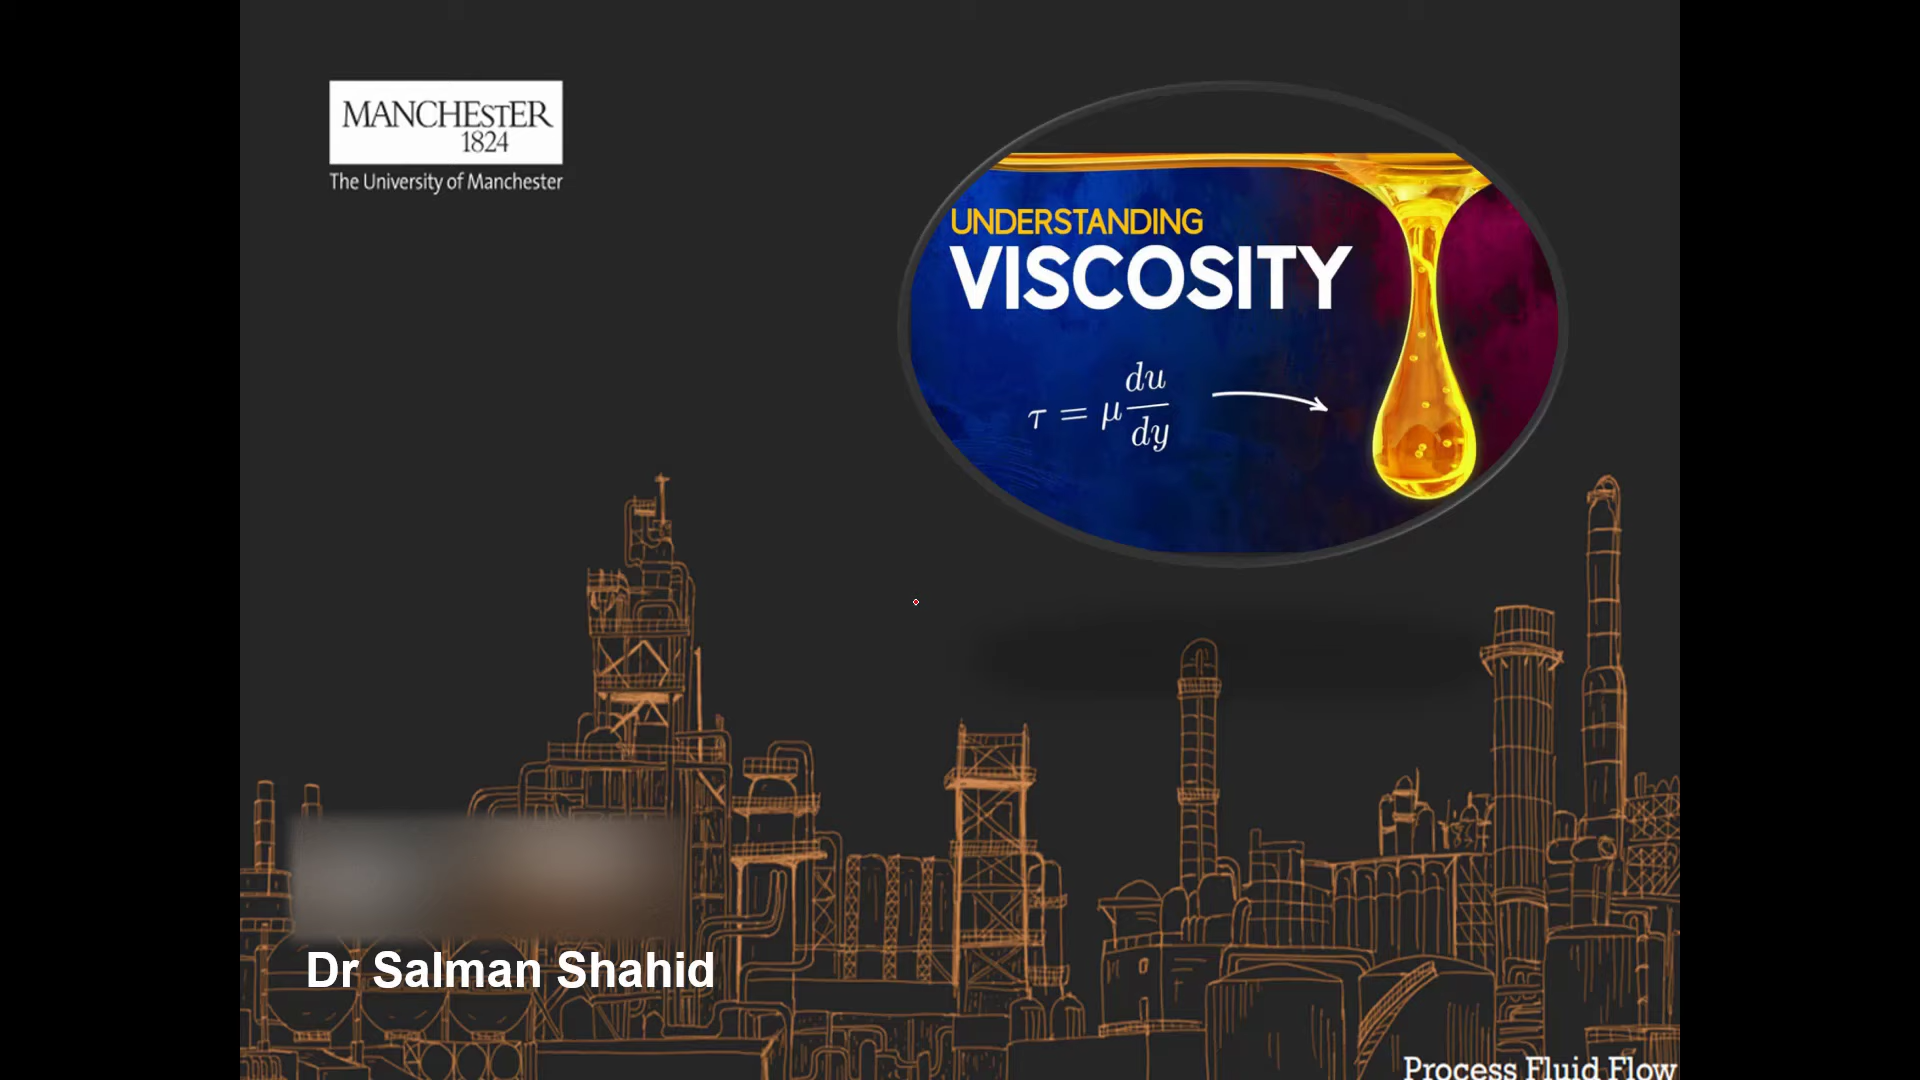 MANCHESTER
1824
The University of Manchester
UNDERSTANDING
VISCOSITY
τ = μ du/dy
Dr Salman Shahid
Process Fluid Flow